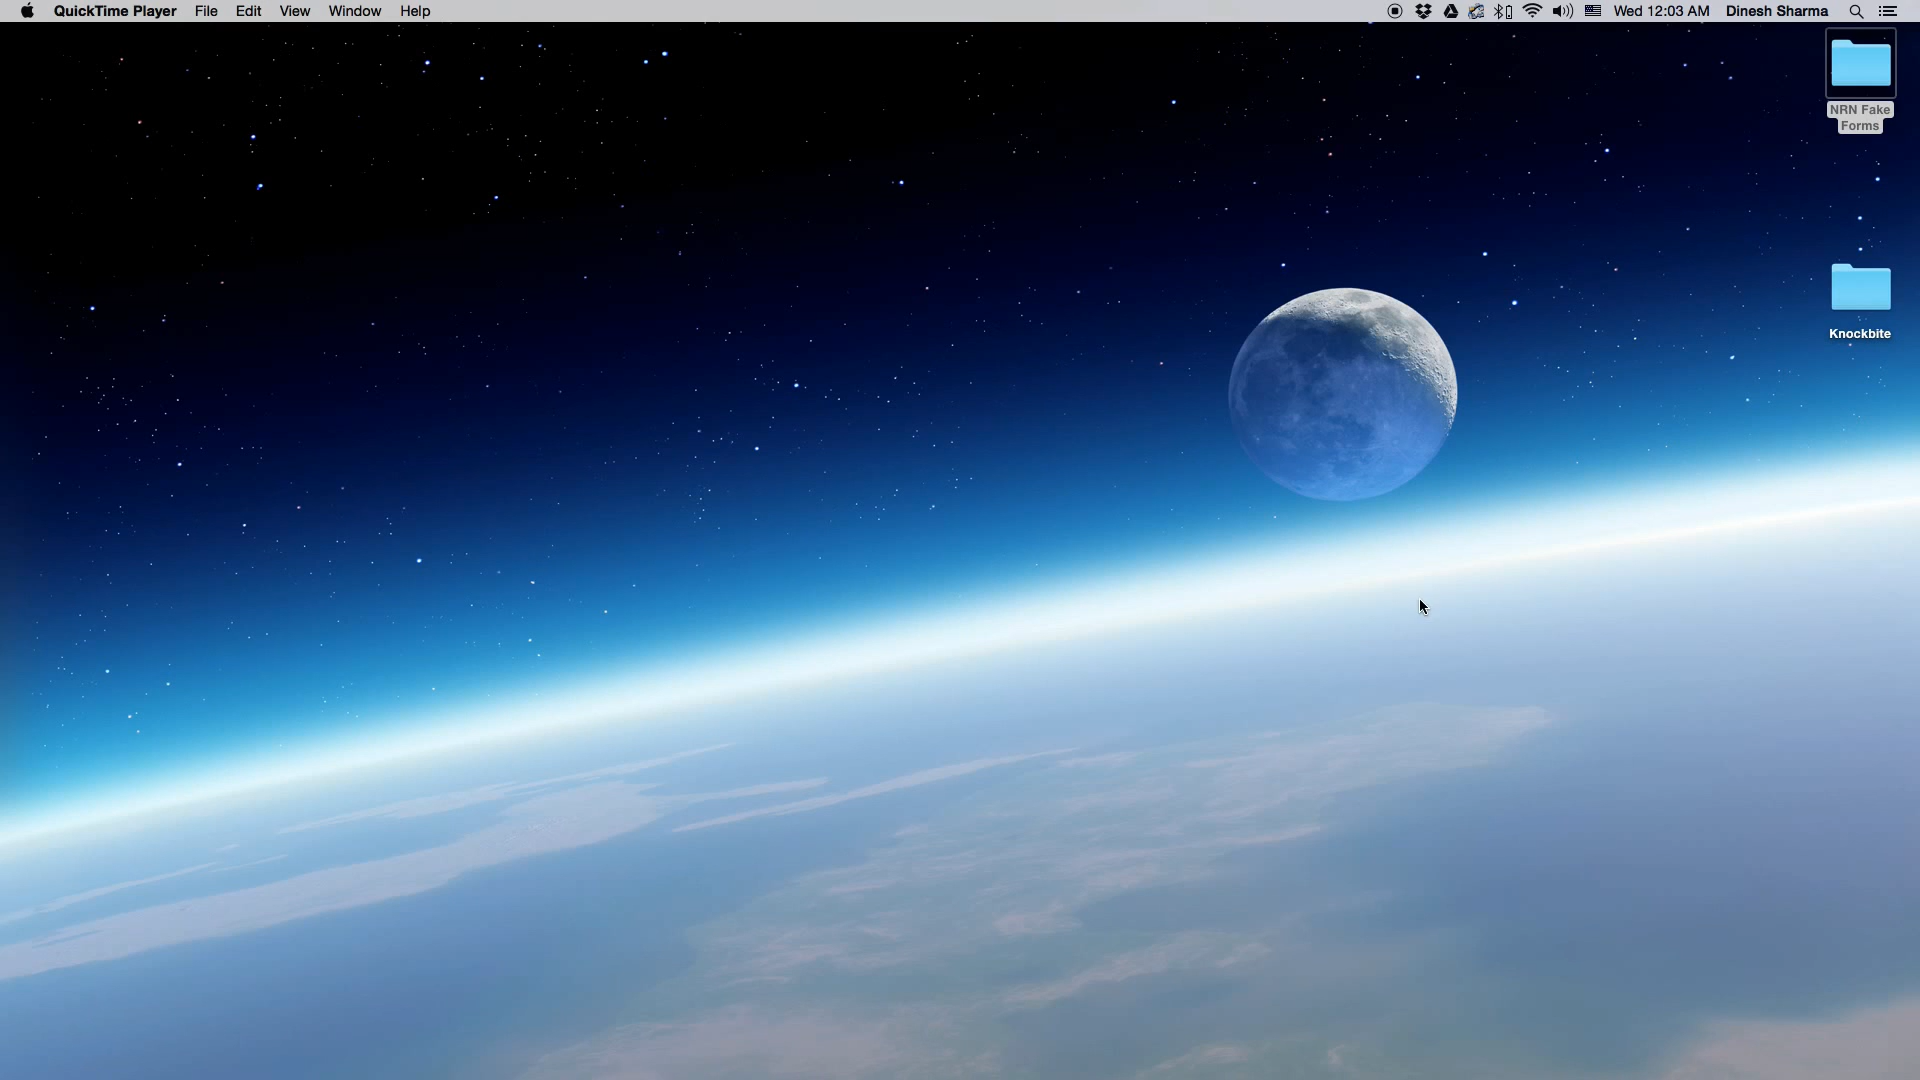 QuickTime Player File Edit View Window Help Wed 12:03 AM Dinesh Sharma
NRN Fake
Forms
Knockbite